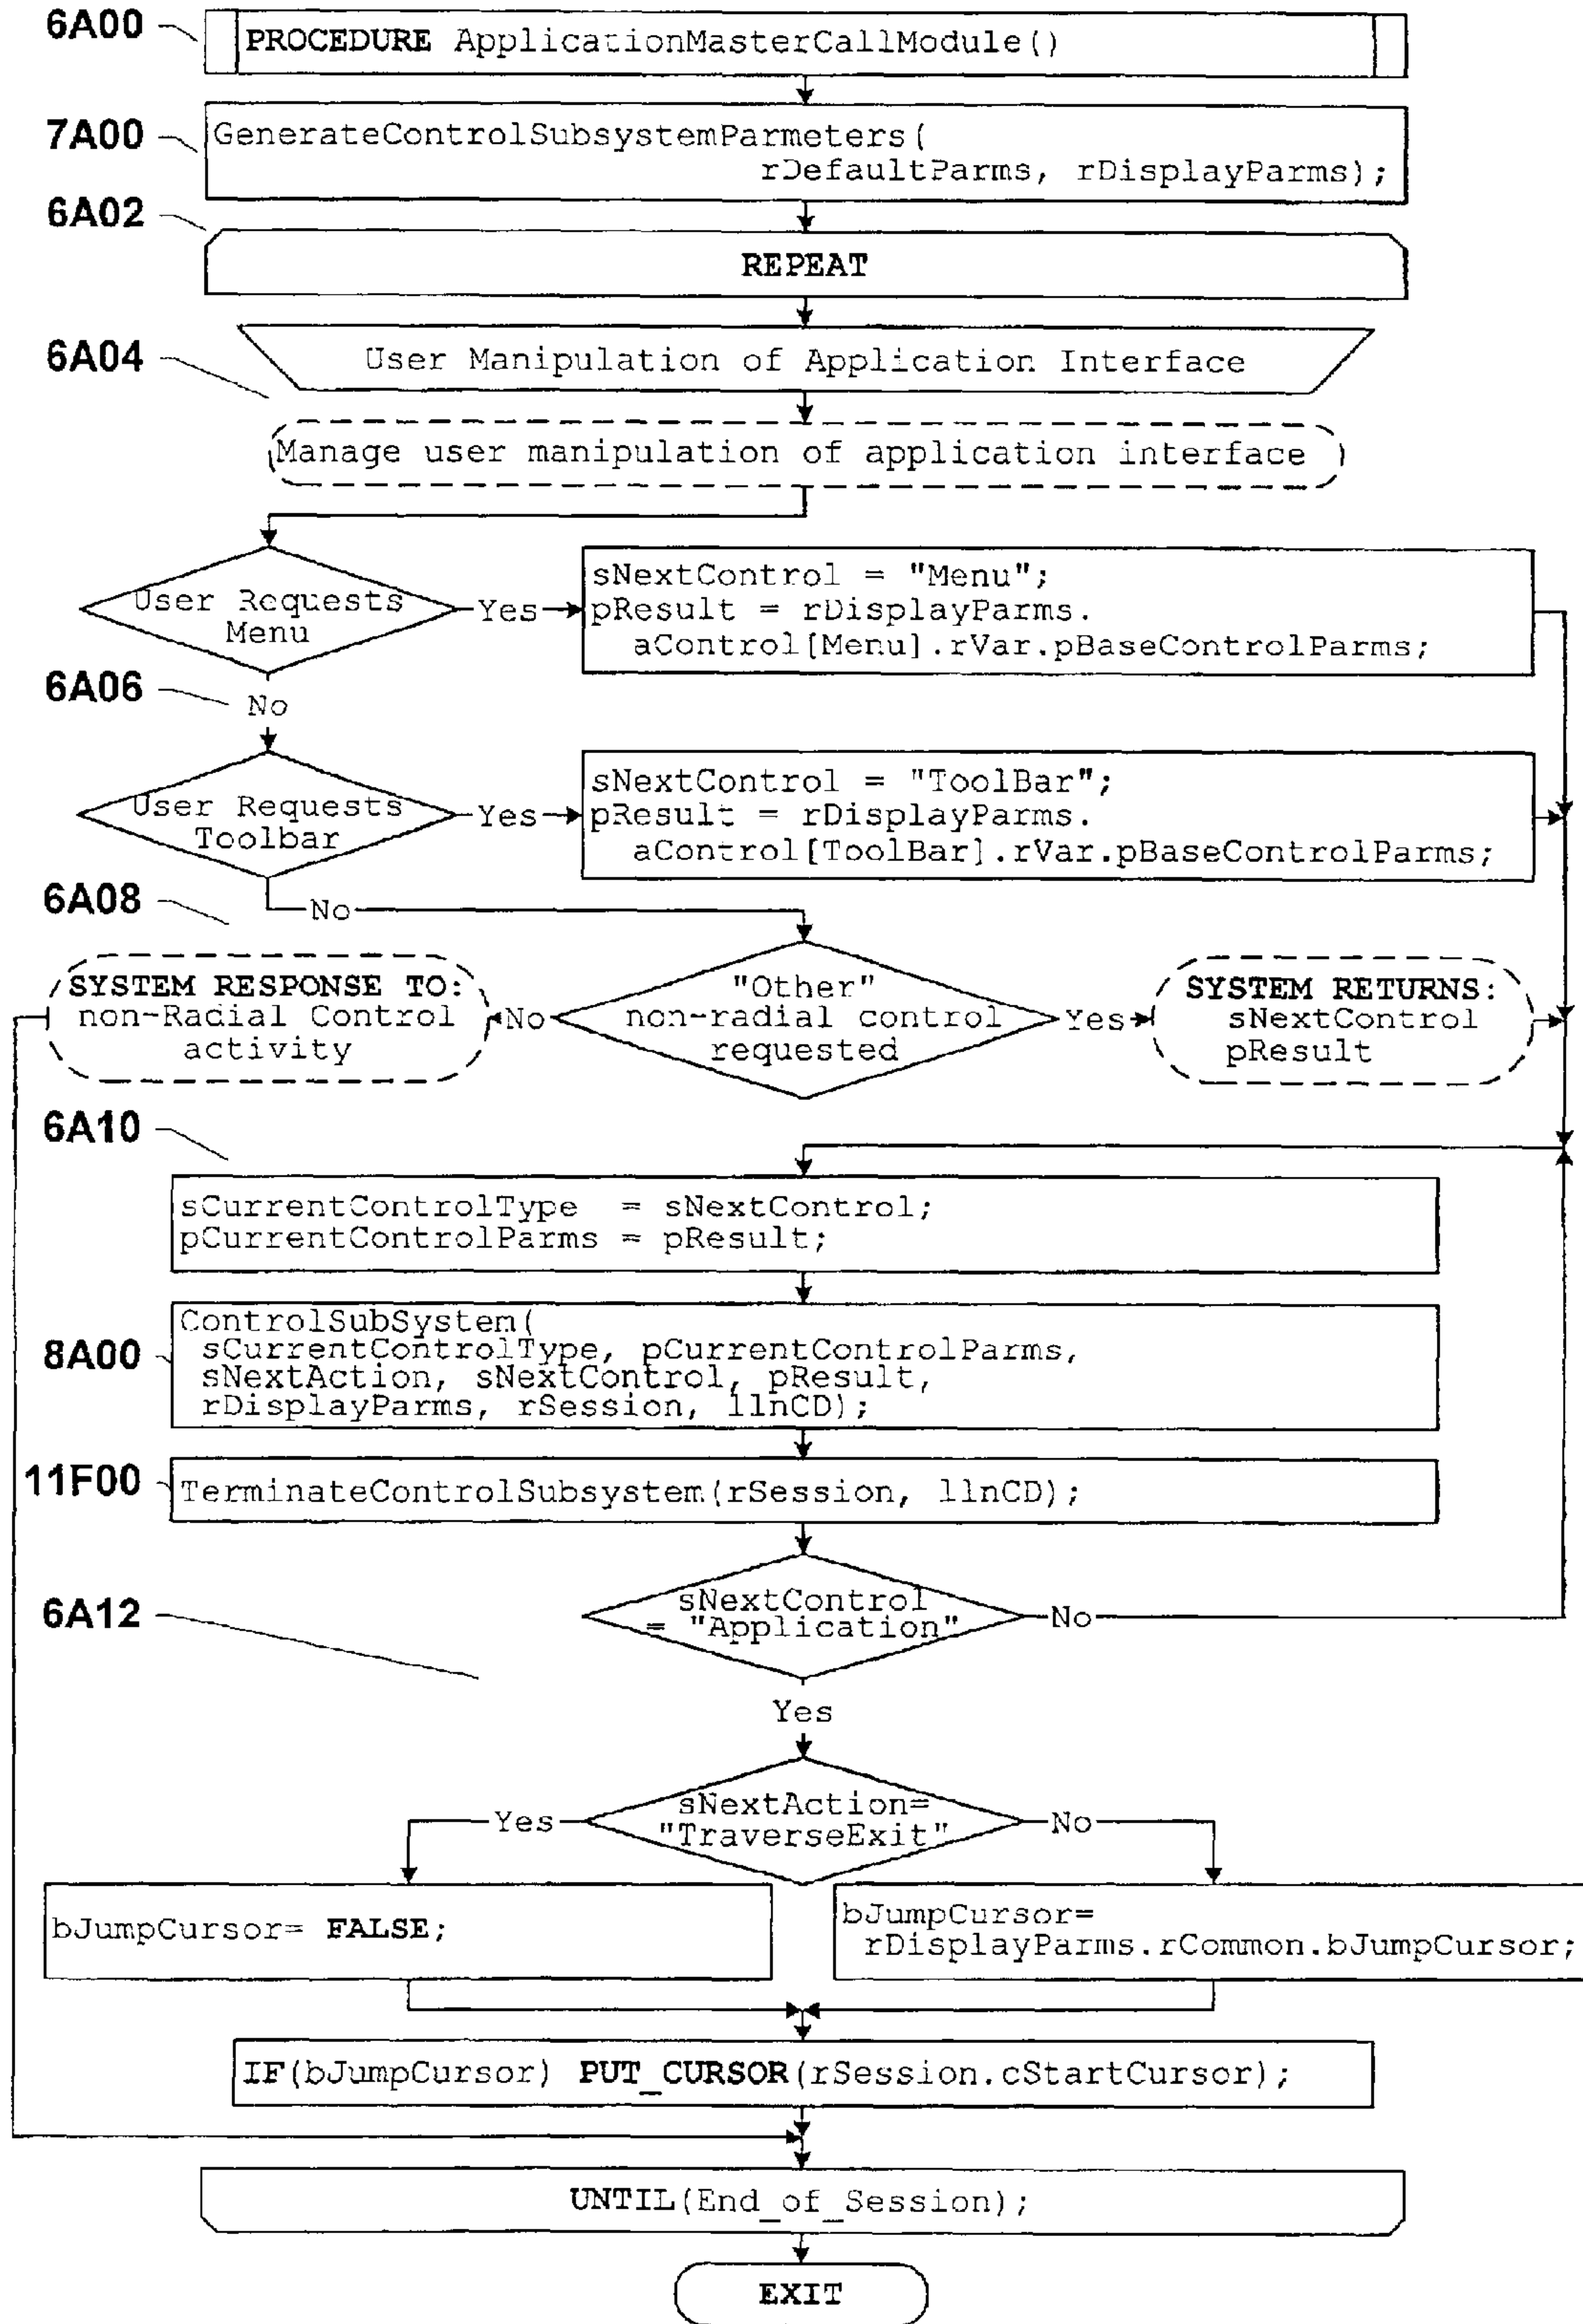 6A00
PROCEDURE ApplicationMasterCallModule()
7A00
GenerateControlSubsystemParmeters(
rDefaultParms, rDisplayParms);
6A02
REPEAT
6A04
User Manipulation of Application Interface
Manage user manipulation of application interface
User Requests
Menu
Yes
sNextControl = "Menu";
pResult = rDisplayParms.
aControl[Menu].rVar.pBaseControlParms;
6A06
No
User Requests
Toolbar
Yes
sNextControl = "ToolBar";
pResult = rDisplayParms.
aControl[ToolBar].rVar.pBaseControlParms;
6A08
No
SYSTEM RESPONSE TO:
non-Radial Control
activity
No
"Other"
non-radial control
requested
Yes
SYSTEM RETURNS:
sNextControl
pResult
6A10
sCurrentControlType = sNextControl;
pCurrentControlParms = pResult;
8A00
ControlSubSystem(
sCurrentControlType, pCurrentControlParms,
sNextAction, sNextControl, pResult,
rDisplayParms, rSession, llnCD);
11F00
TerminateControlSubsystem(rSession, llnCD);
6A12
sNextControl
= "Application"
No
Yes
sNextAction=
"TraverseExit"
Yes
No
bJumpCursor= FALSE;
bJumpCursor=
rDisplayParms.rCommon.bJumpCursor;
IF(bJumpCursor) PUT_CURSOR(rSession.cStartCursor);
UNTIL(End_of_Session);
EXIT